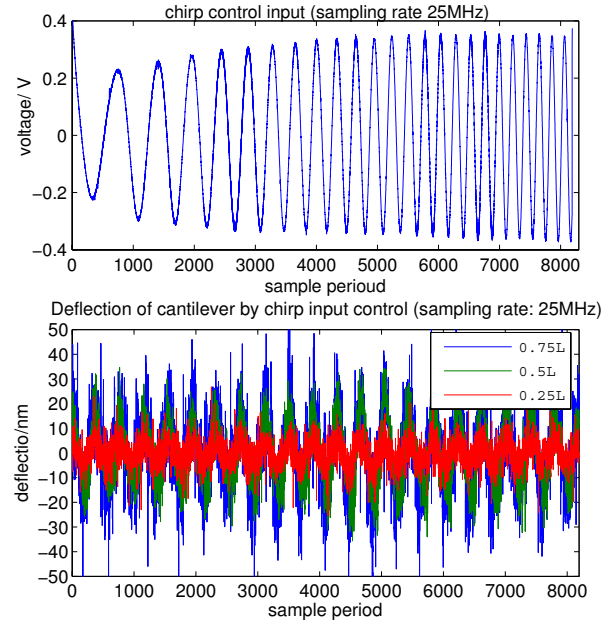 chirp control input (sampling rate 25MHz)
0.4
0.2
0
-0.2
-0.4
voltage/ V
0 1000 2000 3000 4000 5000 6000 7000 8000
sample perioud
Deflection of cantilever by chirp input control (sampling rate: 25MHz)
50
40
30
20
10
0
-10
-20
-30
-40
-50
deflectio/nm
0.75L
0.5L
0.25L
0 1000 2000 3000 4000 5000 6000 7000 8000
sample period